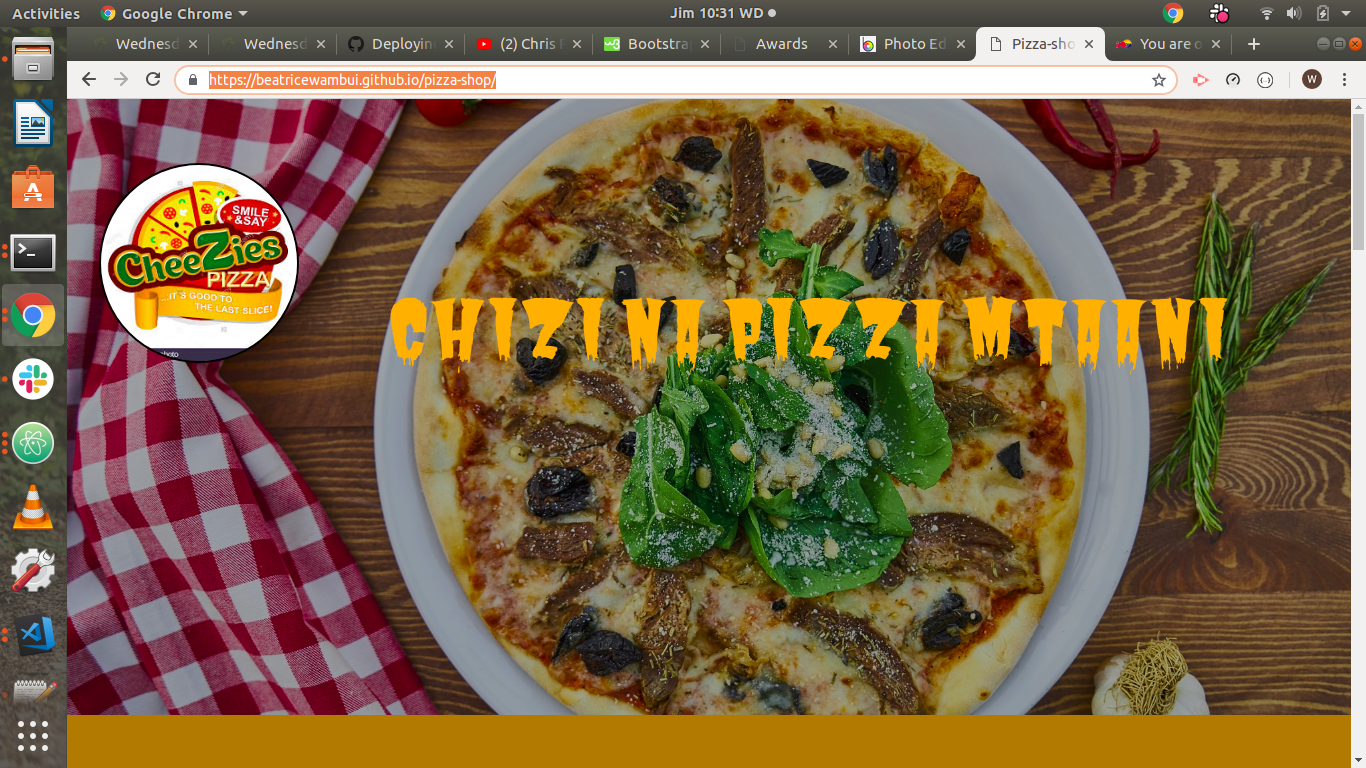 Activities
Google Chrome
Jim 10:31 WD
Wednesd
Wednesd
Deployin
(2) Chris
Bootstra
Awards
Photo Ed
Pizza-sho
You are o
https://beatricewambui.github.io/pizza-shop/
W
SMILE
&SAY
CheeZies
PIZZA!
...IT'S GOOD TO
THE LAST SLICE!
photo
CHIZI NA PIZZA MTAANI